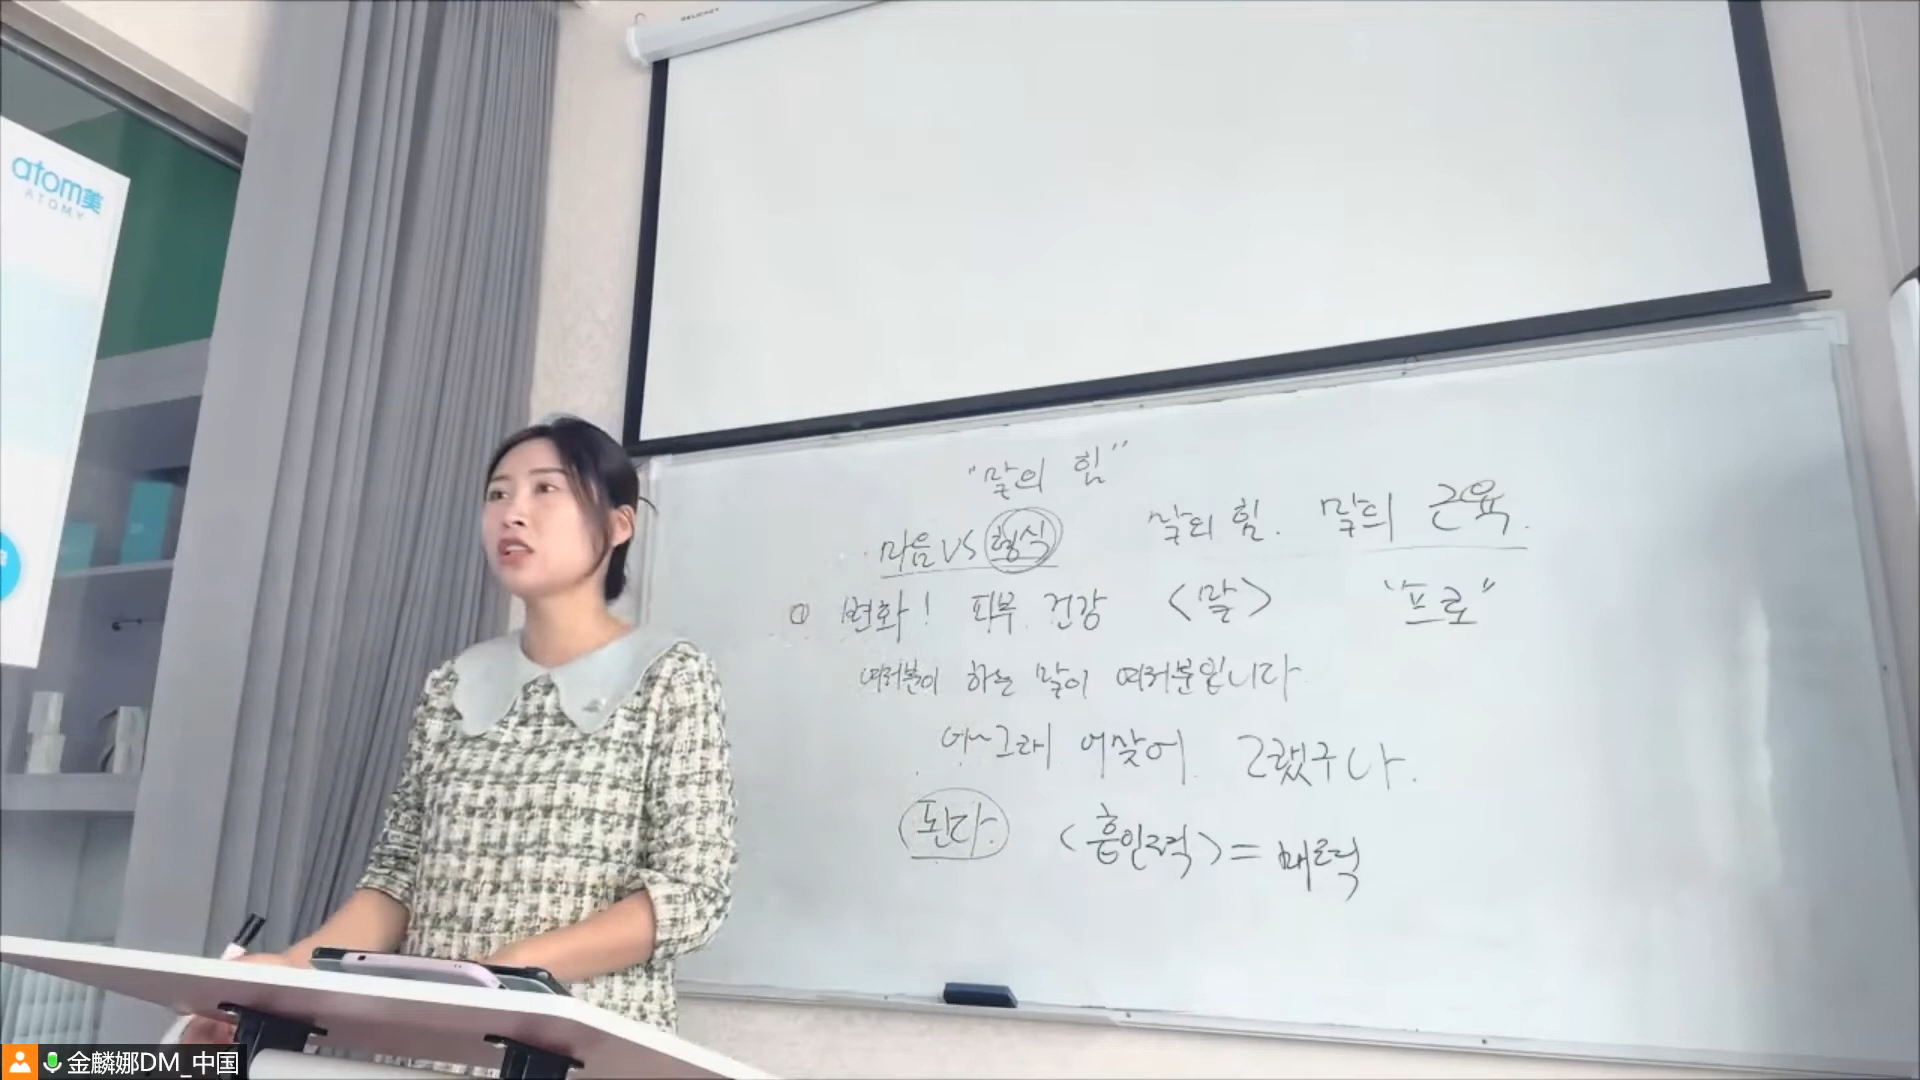 atom美
ATOMY
"말의 힘"
마음 VS 형식
말의 힘. 말의 근육.
① 변화! 피부 건강 <말> "프로"
여러분이 하는 말이 여러분입니다
어~그래 어삿어 그랬구나.
된다.
<흡인력> = 매력
金麟娜DM_中国